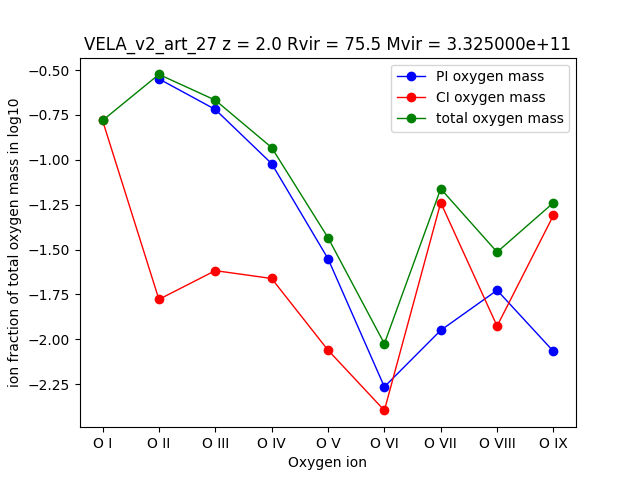 VELA_v2_art_27 z = 2.0 Rvir = 75.5 Mvir = 3.325000e+11
PI oxygen mass
CI oxygen mass
total oxygen mass
ion fraction of total oxygen mass in log10
−0.50
−0.75
−1.00
−1.25
−1.50
−1.75
−2.00
−2.25
O I O II O III O IV O V O VI O VII O VIII O IX
Oxygen ion